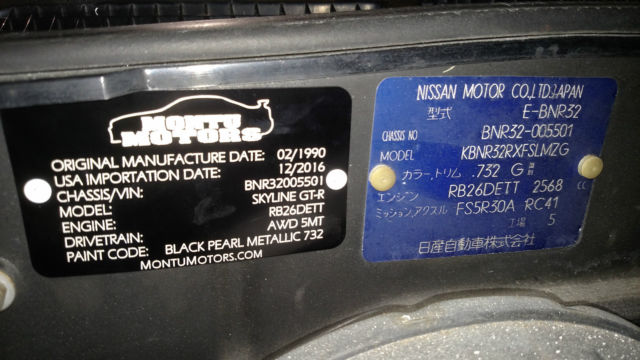 MONTU
MOTORS
ORIGINAL MANUFACTURE DATE: 02/1990
USA IMPORTATION DATE: 12/2016
CHASSIS/VIN: BNR32005501
MODEL: SKYLINE GT-R
ENGINE: RB26DETT
DRIVETRAIN: AWD 5MT
PAINT CODE: BLACK PEARL METALLIC 732
MONTUMOTORS.COM
NISSAN MOTOR CO.,LTD.JAPAN
型式 E-BNR32
CHASSIS NO BNR32-005501
MODEL KBNR32RXFSLMZG
カラー,トリム .732 G
エンジン RB26DETT 2568 cc
ミッション,アクスル FS5R30A RC41
工場 5
日産自動車株式会社